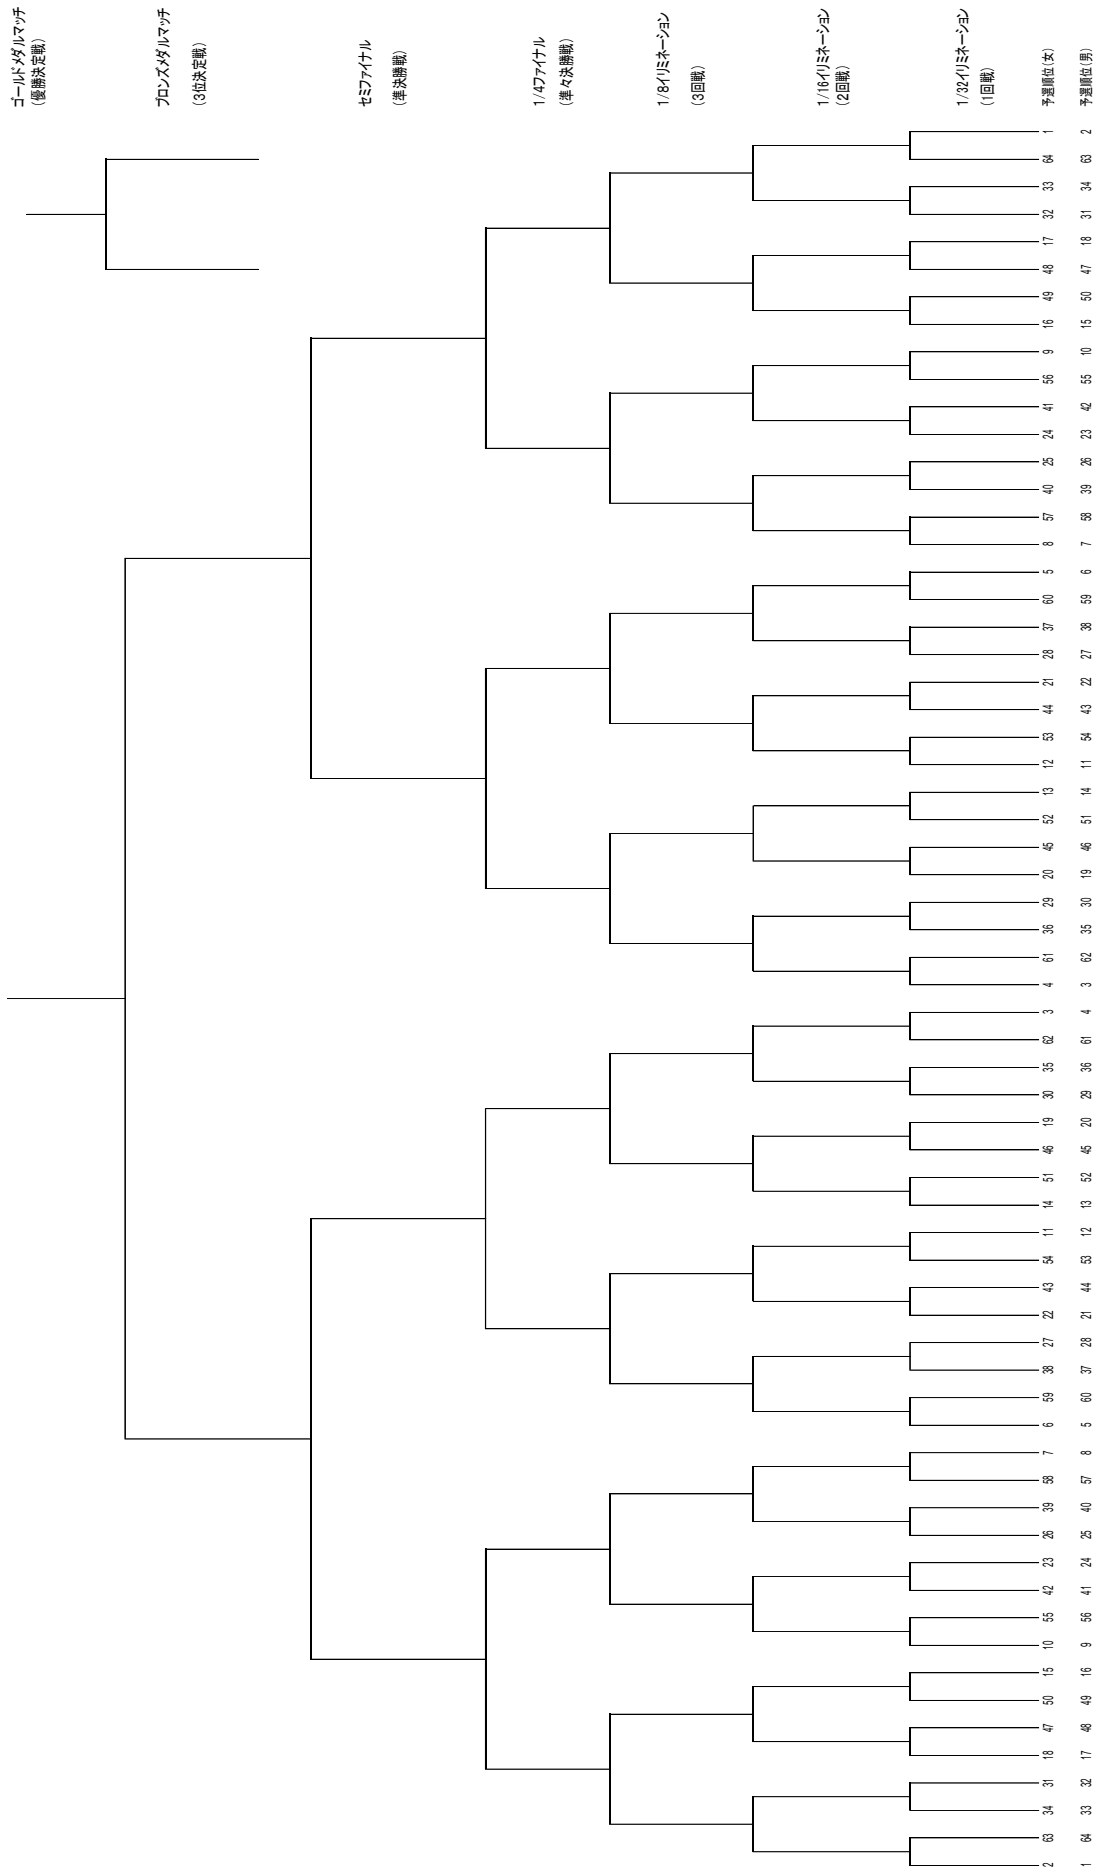 ゴールドメダルマッチ
(優勝決定戦)
ブロンズメダルマッチ
(3位決定戦)
セミファイナル
(準決勝戦)
1/4ファイナル
(準々決勝戦)
1/8イリミネーション
(3回戦)
1/16イリミネーション
(2回戦)
1/32イリミネーション
(1回戦)
2 63 34 31 18 47 50 15 10 55 42 23 26 39 58 7 6 59 38 27 22 43 54 11 14 51 46 19 30 35 62 3 4 61 36 29 20 45 52 13 12 53 44 21 28 37 60 5 8 57 40 25 24 41 56 9 16 49 48 17 32 33 64 1 予選順位(女)
1 64 33 32 17 48 49 16 9 56 41 24 25 40 57 8 5 60 37 28 21 44 53 12 13 52 45 20 29 36 61 4 3 62 35 30 19 46 51 14 11 54 43 22 27 38 59 6 7 58 39 26 23 42 55 10 15 50 47 18 31 34 63 2 予選順位(男)